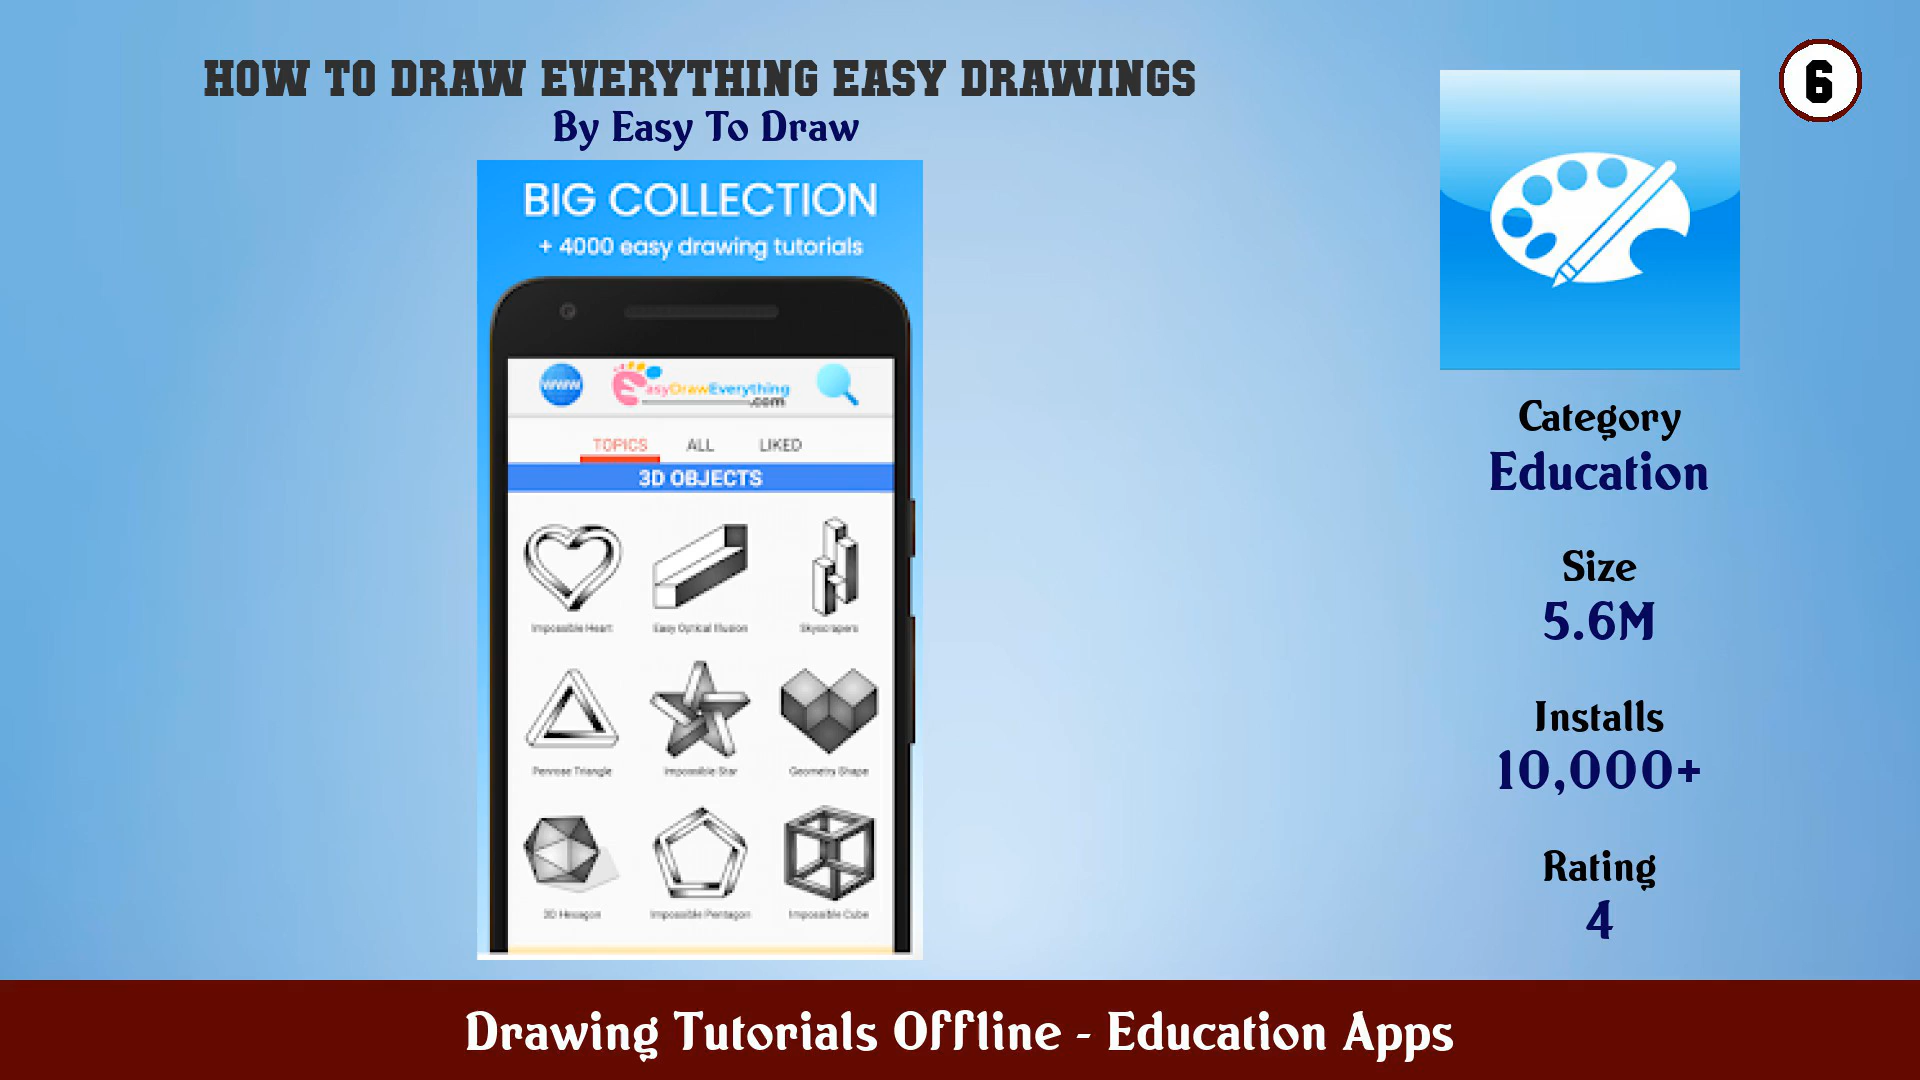 HOW TO DRAW EVERYTHING EASY DRAWINGS
By Easy To Draw
6
BIG COLLECTION
+ 4000 easy drawing tutorials
www
EasyDrawEverything
.com
TOPICS ALL LIKED
3D OBJECTS
Impossible Heart Easy Optical Illusion Skyscrapers
Penrose Triangle Impossible Star Geometry Shape
3D Hexagon Impossible Pentagon Impossible Cube
Category
Education
Size
5.6M
Installs
10,000+
Rating
4
Drawing Tutorials Offline - Education Apps